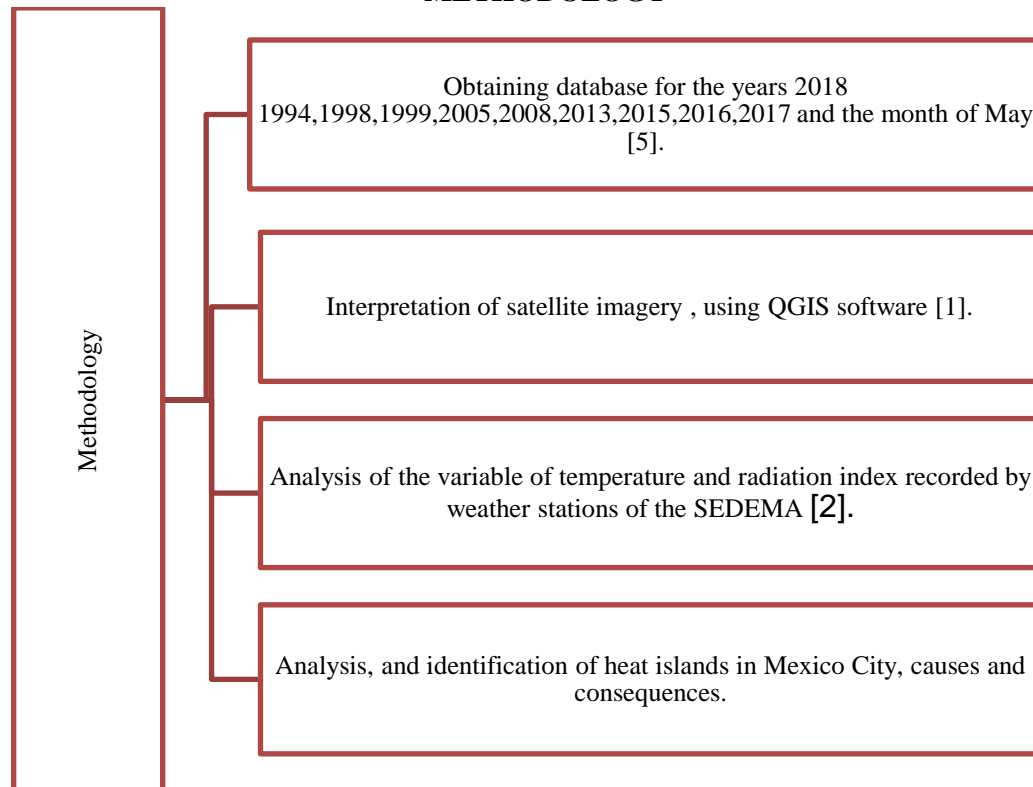 METHODOLOGY
Methodology
Obtaining database for the years 2018
1994,1998,1999,2005,2008,2013,2015,2016,2017 and the month of May
[5].
Interpretation of satellite imagery , using QGIS software [1].
Analysis of the variable of temperature and radiation index recorded by
weather stations of the SEDEMA [2].
Analysis, and identification of heat islands in Mexico City, causes and
consequences.